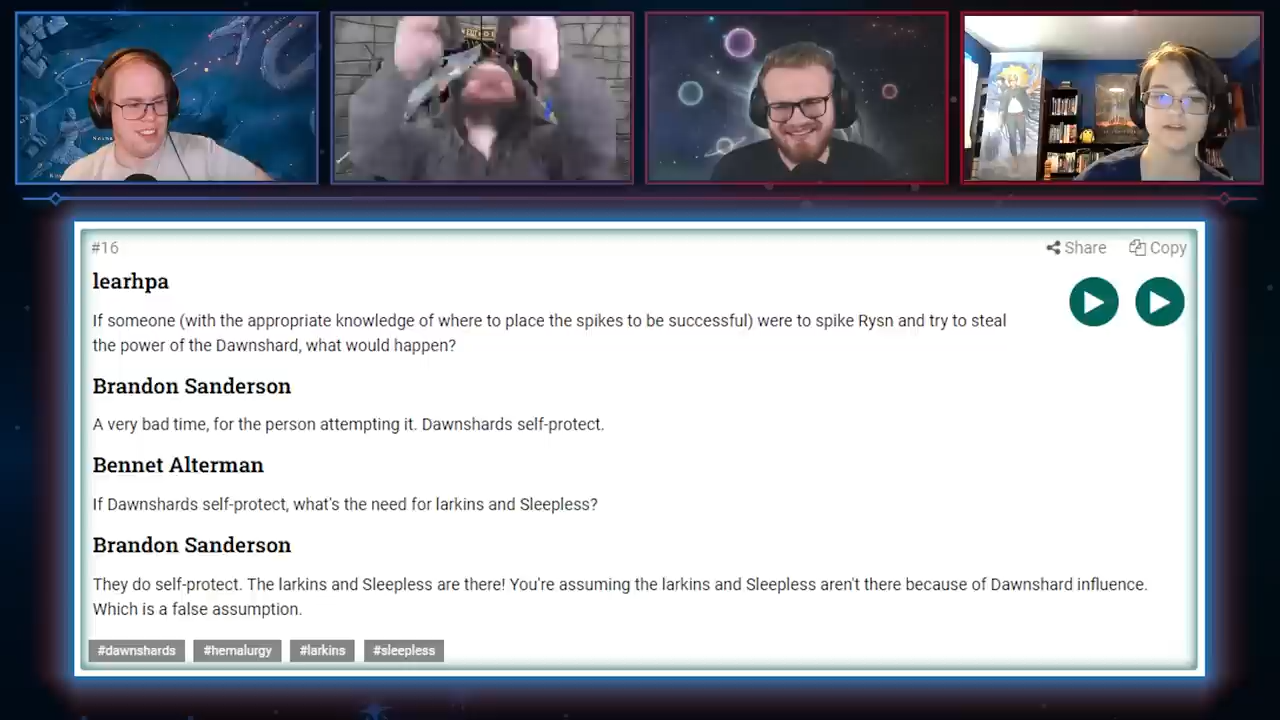 #16
Share
Copy
learhpa
If someone (with the appropriate knowledge of where to place the spikes to be successful) were to spike Rysn and try to steal
the power of the Dawnshard, what would happen?
Brandon Sanderson
A very bad time, for the person attempting it. Dawnshards self-protect.
Bennet Alterman
If Dawnshards self-protect, what's the need for larkins and Sleepless?
Brandon Sanderson
They do self-protect. The larkins and Sleepless are there! You're assuming the larkins and Sleepless aren't there because of Dawnshard influence.
Which is a false assumption.
#dawnshards
#hemalurgy
#larkins
#sleepless